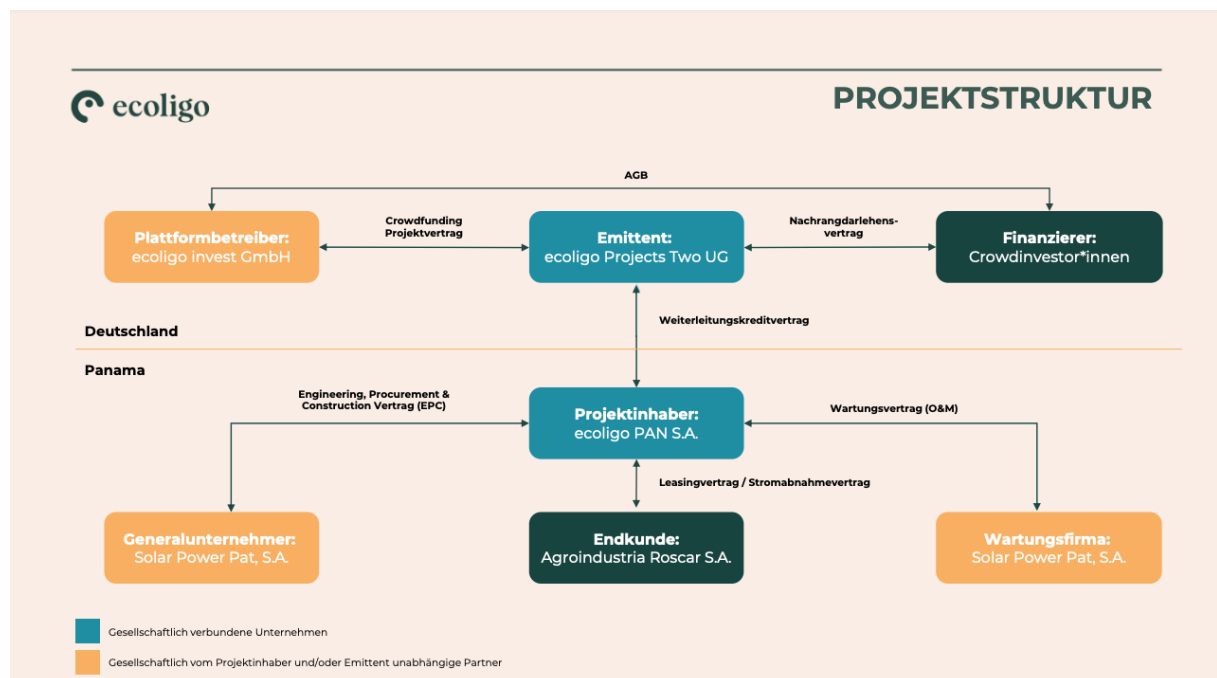 ecoligo
PROJEKTSTRUKTUR
AGB
Plattformbetreiber:
ecoligo invest GmbH
Crowdfunding
Projektvertrag
Emittent:
ecoligo Projects Two UG
Nachrangdarlehens-
vertrag
Finanzierer:
Crowdinvestor*innen
Weiterleitungskreditvertrag
Deutschland
Panama
Engineering, Procurement &
Construction Vertrag (EPC)
Projektinhaber:
ecoligo PAN S.A.
Wartungsvertrag (O&M)
Leasingvertrag / Stromabnahmevertrag
Generalunternehmer:
Solar Power Pat, S.A.
Endkunde:
Agroindustria Roscar S.A.
Wartungsfirma:
Solar Power Pat, S.A.
Gesellschaftlich verbundene Unternehmen
Gesellschaftlich vom Projektinhaber und/oder Emittent unabhängige Partner